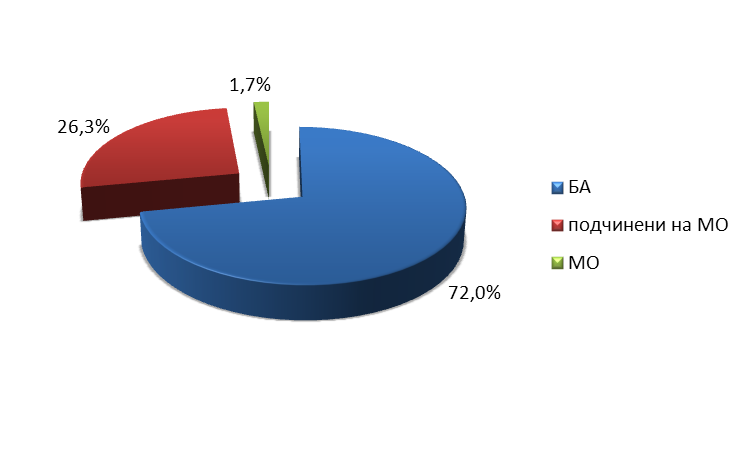 1,7%
26,3%
72,0%
БА
подчинени на МО
МО